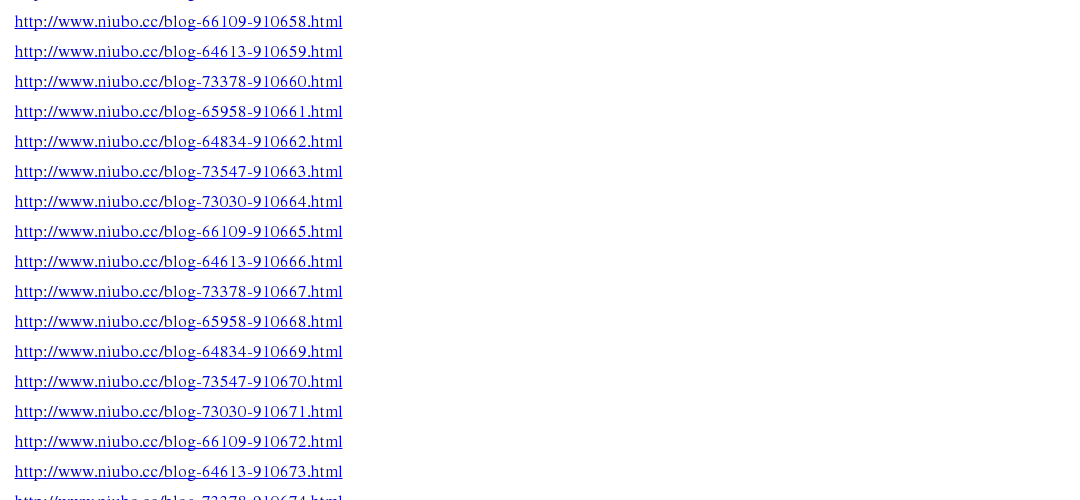 http://www.niubo.cc/blog-66109-910658.html
http://www.niubo.cc/blog-64613-910659.html
http://www.niubo.cc/blog-73378-910660.html
http://www.niubo.cc/blog-65958-910661.html
http://www.niubo.cc/blog-64834-910662.html
http://www.niubo.cc/blog-73547-910663.html
http://www.niubo.cc/blog-73030-910664.html
http://www.niubo.cc/blog-66109-910665.html
http://www.niubo.cc/blog-64613-910666.html
http://www.niubo.cc/blog-73378-910667.html
http://www.niubo.cc/blog-65958-910668.html
http://www.niubo.cc/blog-64834-910669.html
http://www.niubo.cc/blog-73547-910670.html
http://www.niubo.cc/blog-73030-910671.html
http://www.niubo.cc/blog-66109-910672.html
http://www.niubo.cc/blog-64613-910673.html